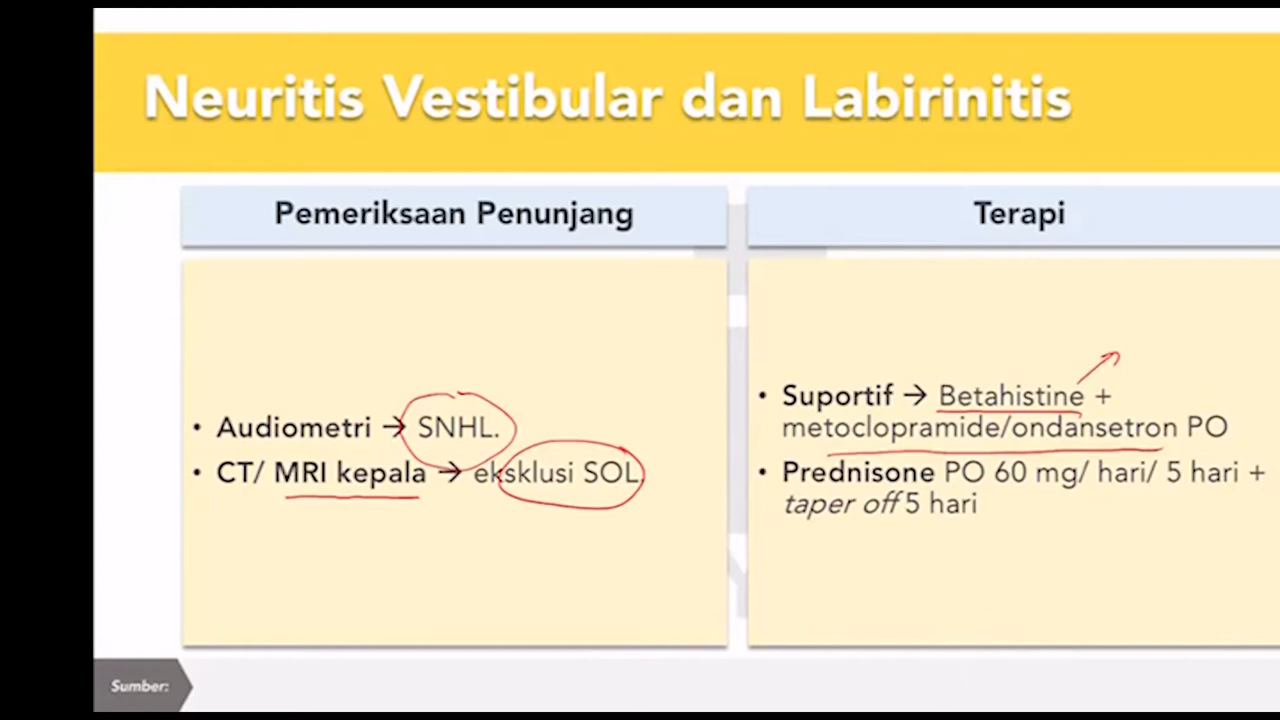 Neuritis Vestibular dan Labirinitis
Pemeriksaan Penunjang
• Audiometri → SNHL.
• CT/ MRI kepala → eksklusi SOL.
Terapi
• Suportif → Betahistine +
metoclopramide/ondansetron PO
• Prednisone PO 60 mg/ hari/ 5 hari +
taper off 5 hari
Sumber: